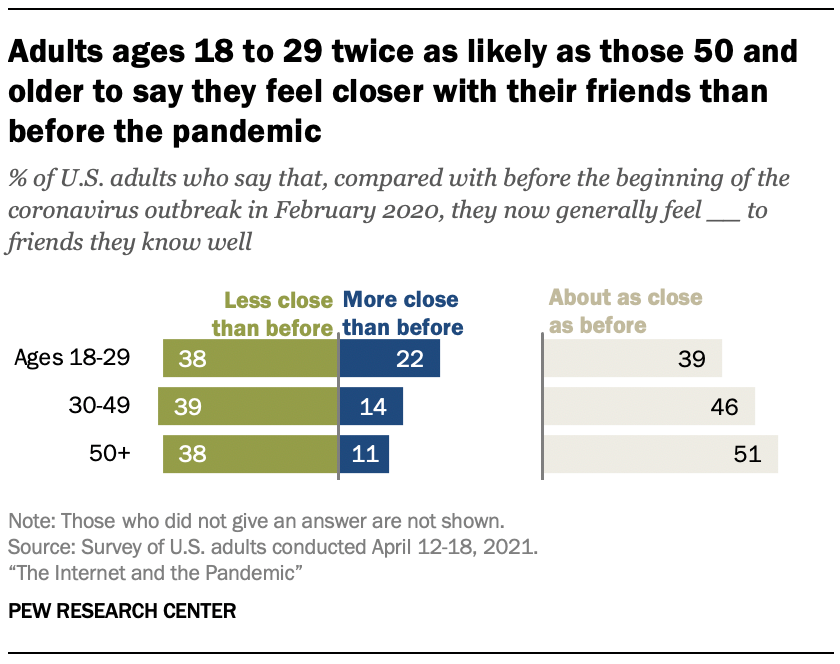 Adults ages 18 to 29 twice as likely as those 50 and
older to say they feel closer with their friends than
before the pandemic
% of U.S. adults who say that, compared with before the beginning of the
coronavirus outbreak in February 2020, they now generally feel __ to
friends they know well
Less close
than before
More close
than before
About as close
as before
Ages 18-29 38 22 39
30-49 39 14 46
50+ 38 11 51
Note: Those who did not give an answer are not shown.
Source: Survey of U.S. adults conducted April 12-18, 2021.
“The Internet and the Pandemic”
PEW RESEARCH CENTER